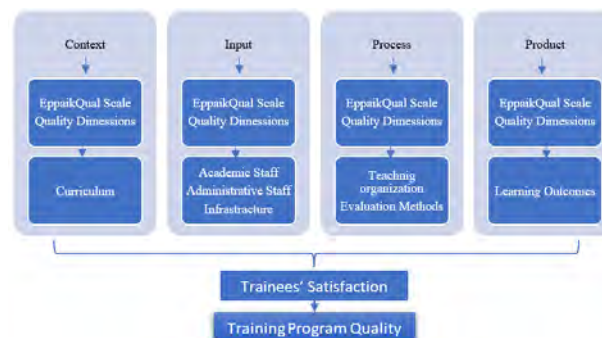 Context
EppaikQual Scale
Quality Dimensions
Curriculum
Input
EppaikQual Scale
Quality Dimensions
Academic Staff
Administrative Staff
Infrastracture
Process
EppaikQual Scale
Quality Dimensions
Teachnig
organization
Evaluation Methods
Product
EppaikQual Scale
Quality Dimensions
Learning Outcomes
Trainees' Satisfaction
Training Program Quality